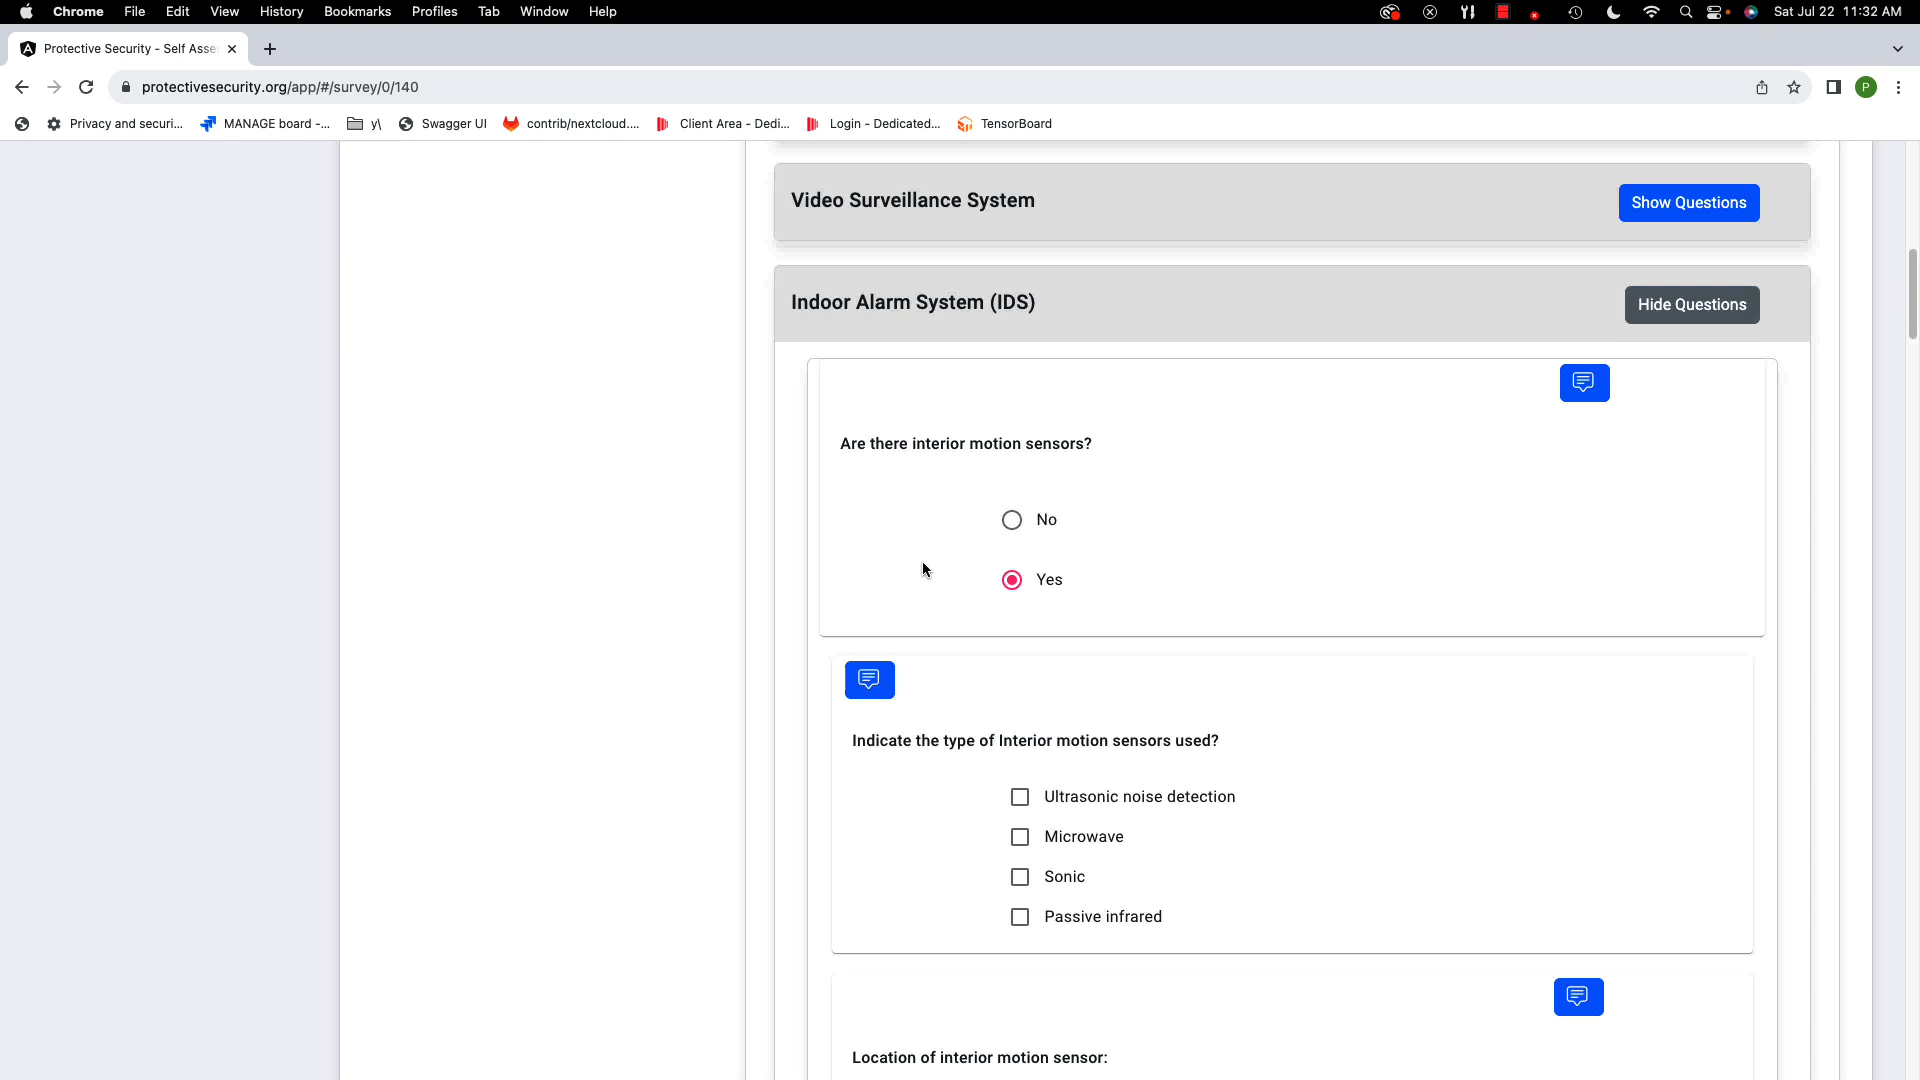 Chrome File Edit View History Bookmarks Profiles Tab Window Help Sat Jul 22 11:32 AM
Protective Security - Self Asse
protectivesecurity.org/app/#/survey/0/140 P
Privacy and securi... MANAGE board -... y\ Swagger UI contrib/nextcloud.... Client Area - Dedi... Login - Dedicated... TensorBoard
Video Surveillance System Show Questions
Indoor Alarm System (IDS) Hide Questions
Are there interior motion sensors?
No
Yes
Indicate the type of Interior motion sensors used?
Ultrasonic noise detection
Microwave
Sonic
Passive infrared
Location of interior motion sensor: